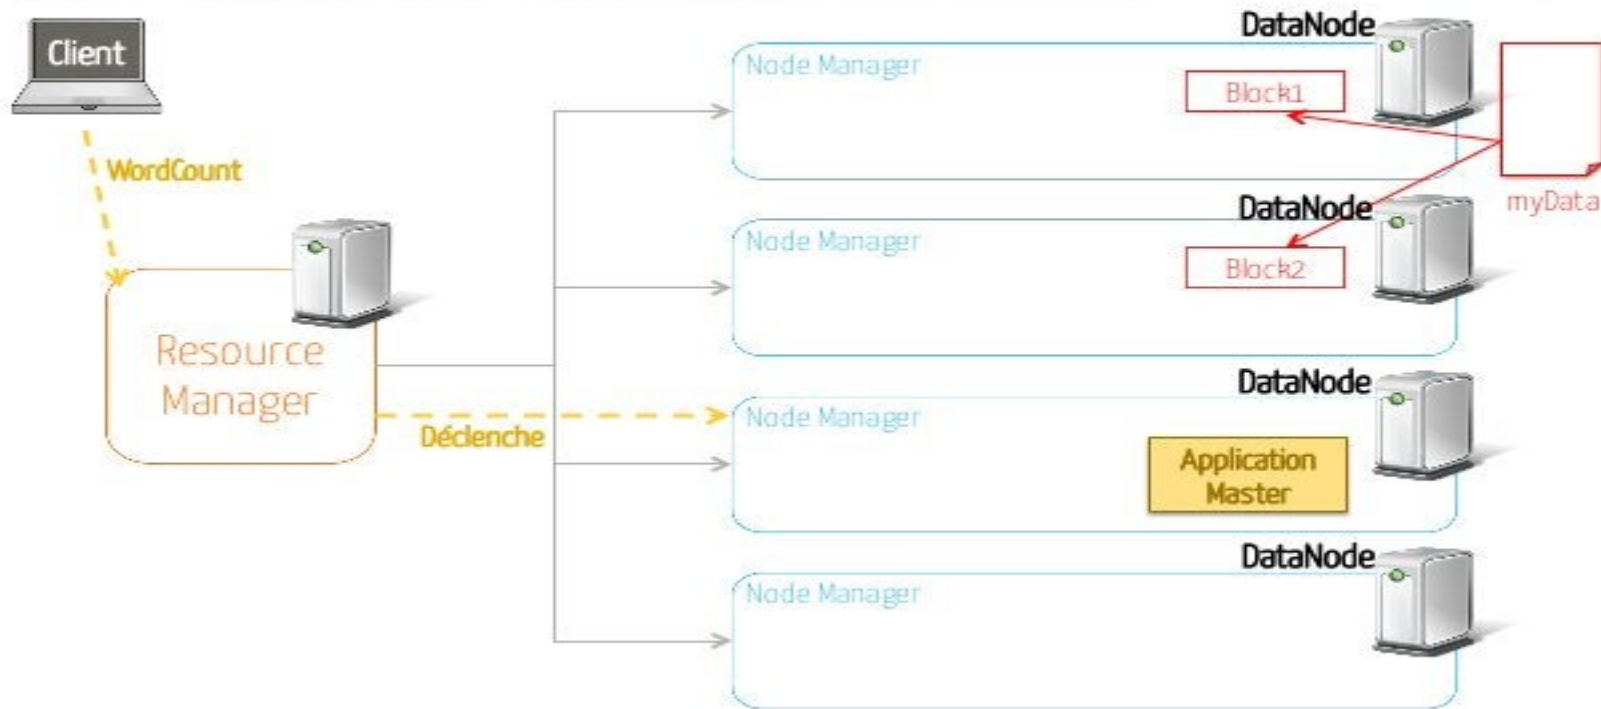 Client
DataNode
Node Manager
Block1
WordCount
myData
DataNode
Node Manager
Block2
Resource
Manager
DataNode
Node Manager
Déclenche
Application
Master
DataNode
Node Manager